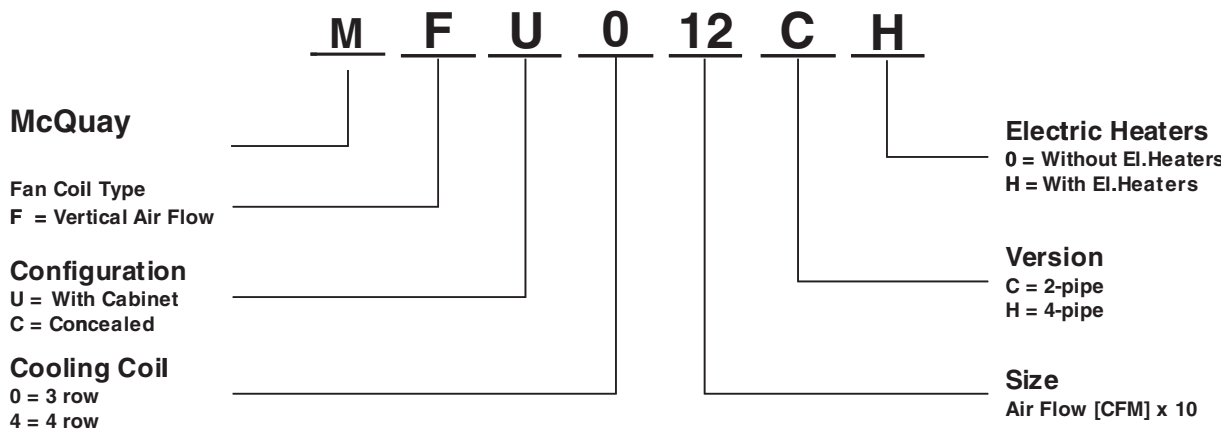 M F U 0 12 C H
McQuay
Fan Coil Type
F = Vertical Air Flow
Configuration
U = With Cabinet
C = Concealed
Cooling Coil
0 = 3 row
4 = 4 row
Electric Heaters
0 = Without El.Heaters
H = With El.Heaters
Version
C = 2-pipe
H = 4-pipe
Size
Air Flow [CFM] x 10